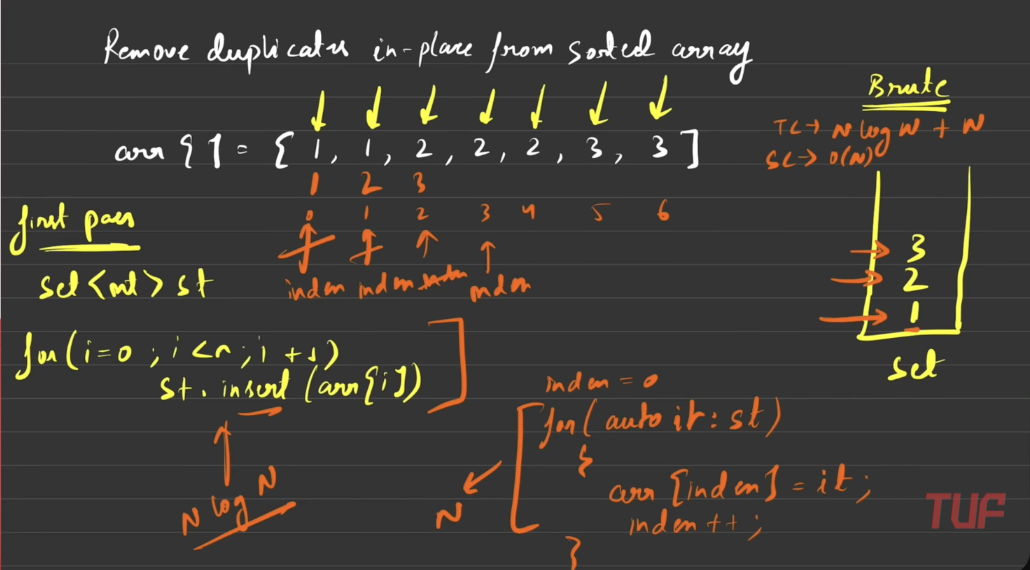 Remove duplicates in-place from sorted array
arr [] = { 1, 1, 2, 2, 2, 3, 3 ]
1 2 3
0 1 2 3 4 5 6
index index index index
first pass
set <int> st
for(i=0 ; i<n ; i++)
st. insert (arr[i])
N log N
index = 0
for( auto it : st)
{
arr [index] = it ;
index ++ ;
}
N
Brute
TC → N log N + N
SC → O(N)
3
2
1
set
TUF